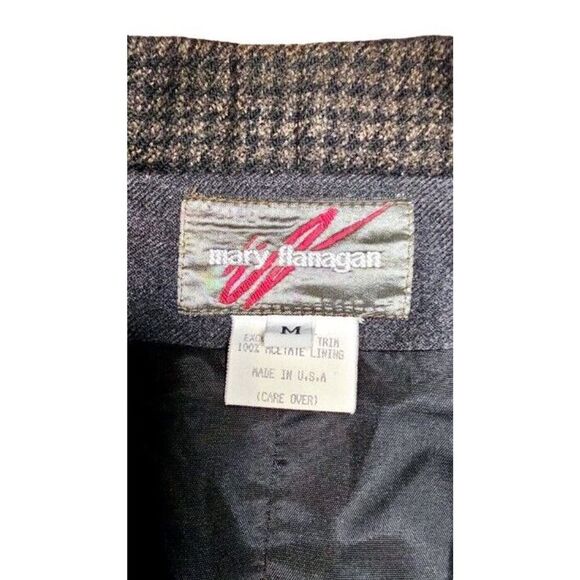 mary flanagan
M
EXC TRIM
100% ACETATE LINING
MADE IN U.S.A
(CARE OVER)